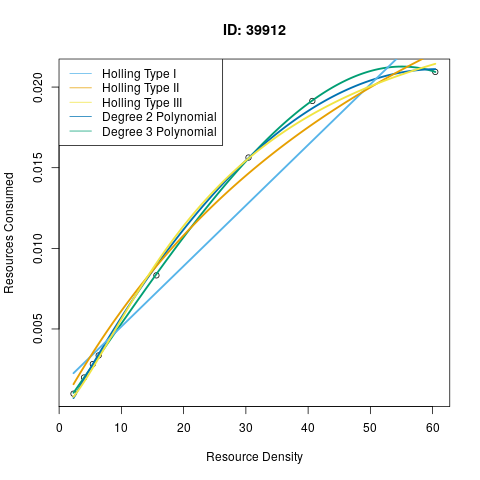 ID: 39912
Holling Type I
Holling Type II
Holling Type III
Degree 2 Polynomial
Degree 3 Polynomial
Resources Consumed
0.005
0.010
0.015
0.020
0 10 20 30 40 50 60
Resource Density